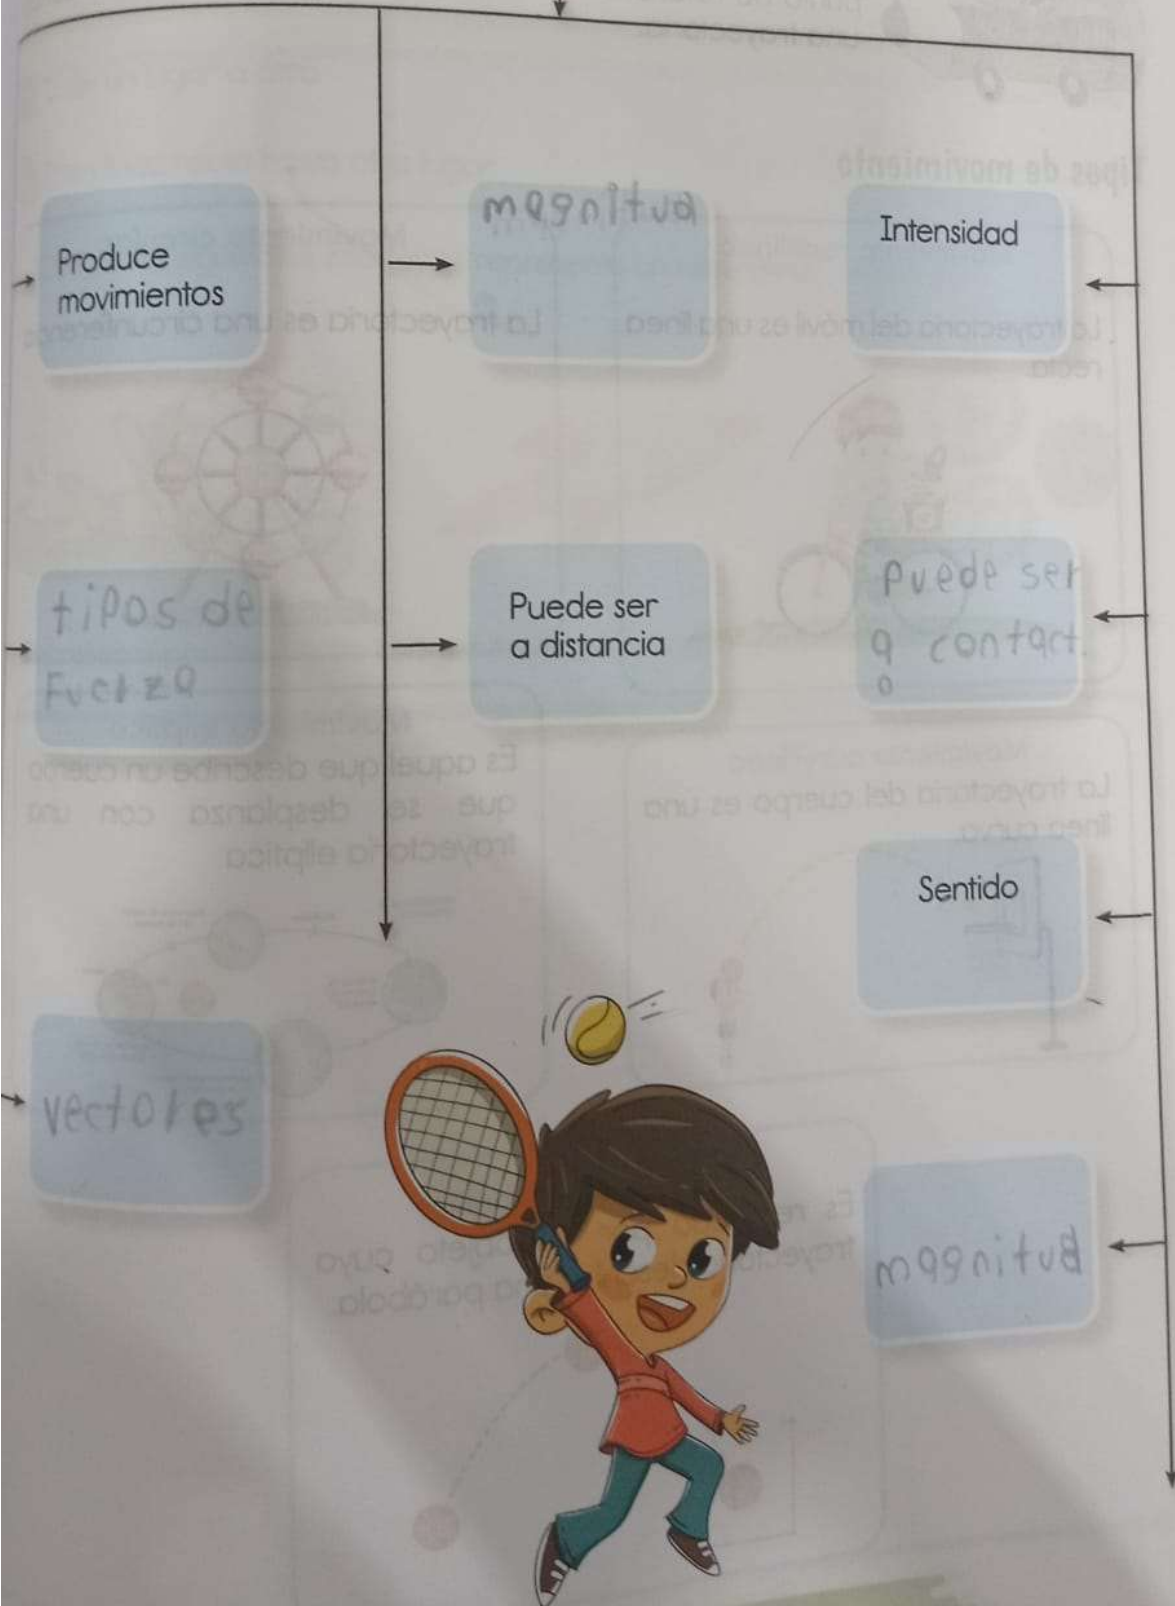 Produce
movimientos
magnitud
Intensidad
tipos de
Fuerza
Puede ser
a distancia
puede ser
a contact
o
Sentido
vectores
magnitud